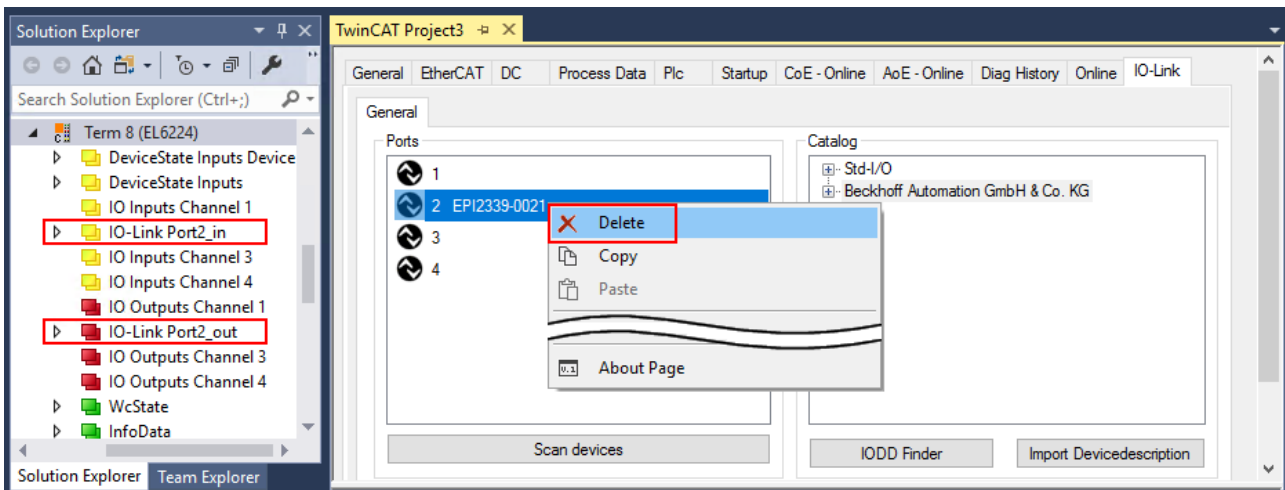 Solution Explorer
Search Solution Explorer (Ctrl+;)
Term 8 (EL6224)
DeviceState Inputs Device
DeviceState Inputs
IO Inputs Channel 1
IO-Link Port2_in
IO Inputs Channel 3
IO Inputs Channel 4
IO Outputs Channel 1
IO-Link Port2_out
IO Outputs Channel 3
IO Outputs Channel 4
WcState
InfoData
Solution Explorer Team Explorer
TwinCAT Project3
General EtherCAT DC Process Data Plc Startup CoE - Online AoE - Online Diag History Online IO-Link
General
Ports
1
2 EPI2339-0021
3
4
Delete
Copy
Paste
v.1 About Page
Scan devices
Catalog
Std-I/O
Beckhoff Automation GmbH & Co. KG
IODD Finder Import Devicedescription